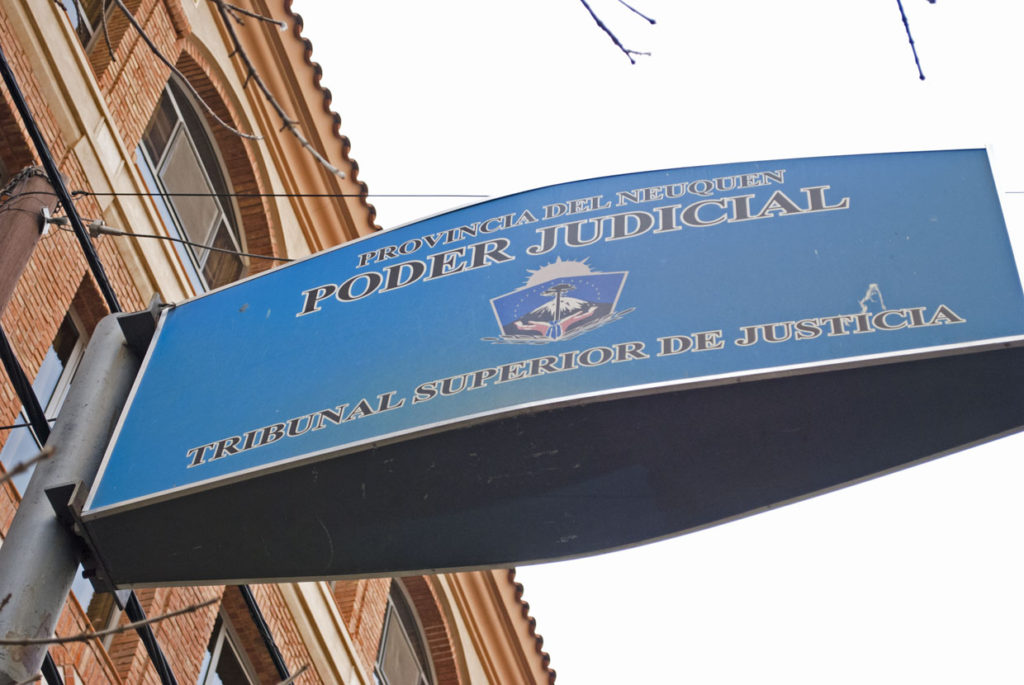 PROVINCIA DEL NEUQUEN
PODER JUDICIAL
TRIBUNAL SUPERIOR DE JUSTICIA